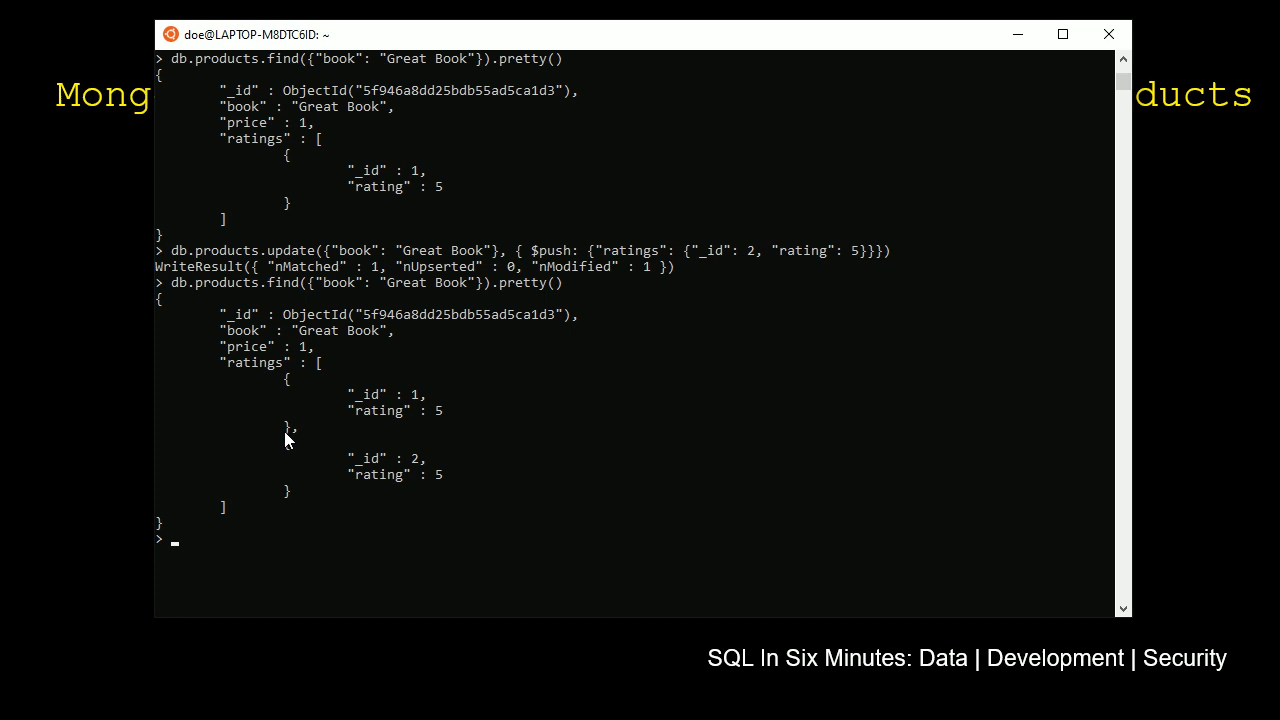 doe@LAPTOP-M8DTC6ID: ~
Mong
ducts
> db.products.find({"book": "Great Book"}).pretty()
{
"_id" : ObjectId("5f946a8dd25bdb55ad5ca1d3"),
"book" : "Great Book",
"price" : 1,
"ratings" : [
{
"_id" : 1,
"rating" : 5
}
]
}
> db.products.update({"book": "Great Book"}, { $push: {"ratings": {"_id": 2, "rating": 5}}})
WriteResult({ "nMatched" : 1, "nUpserted" : 0, "nModified" : 1 })
> db.products.find({"book": "Great Book"}).pretty()
{
"_id" : ObjectId("5f946a8dd25bdb55ad5ca1d3"),
"book" : "Great Book",
"price" : 1,
"ratings" : [
{
"_id" : 1,
"rating" : 5
},
{
"_id" : 2,
"rating" : 5
}
]
}
>
SQL In Six Minutes: Data | Development | Security